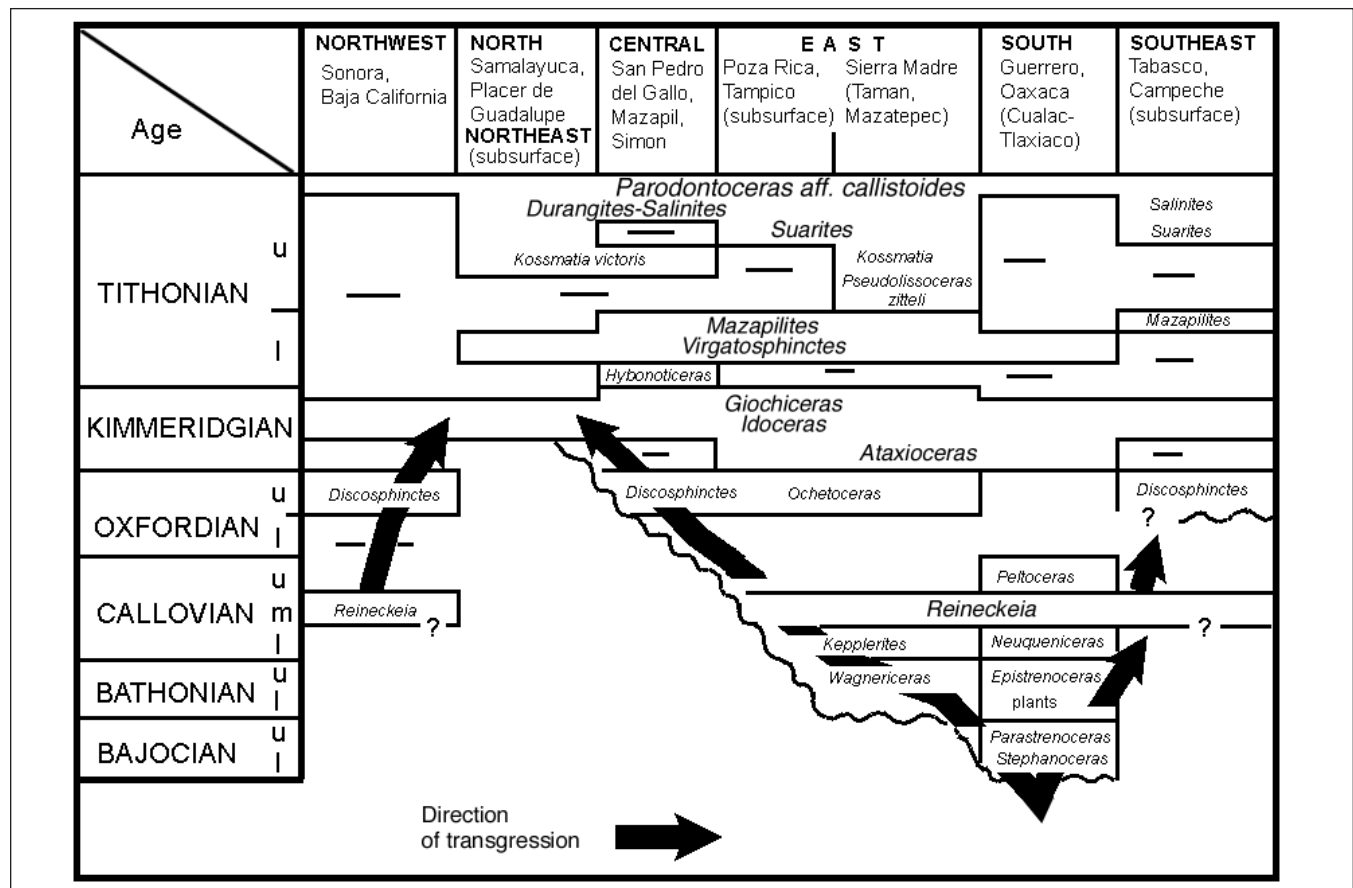 Age
NORTHWEST
Sonora,
Baja California
NORTH
Samalayuca,
Placer de
Guadalupe
NORTHEAST
(subsurface)
CENTRAL
San Pedro
del Gallo,
Mazapil,
Simon
E A S T
Poza Rica,
Tampico
(subsurface)
Sierra Madre
(Taman,
Mazatepec)
SOUTH
Guerrero,
Oaxaca
(Cualac-
Tlaxiaco)
SOUTHEAST
Tabasco,
Campeche
(subsurface)
TITHONIAN
u
l
Parodontoceras aff. callistoides
Durangites-Salinites
Suarites
Salinites
Suarites
Kossmatia victoris
Kossmatia
Pseudolissoceras
zitteli
Mazapilites
Virgatosphinctes
Mazapilites
Hybonoticeras
KIMMERIDGIAN
Giochiceras
Idoceras
Ataxioceras
OXFORDIAN
u
l
Discosphinctes
Discosphinctes
Ochetoceras
Discosphinctes
?
CALLOVIAN
u
m
l
Peltoceras
Reineckeia
?
Reineckeia
?
Kepplerites
Neuqueniceras
BATHONIAN
u
l
Wagnericeras
Epistrenoceras
plants
BAJOCIAN
u
l
Parastrenoceras
Stephanoceras
Direction
of transgression